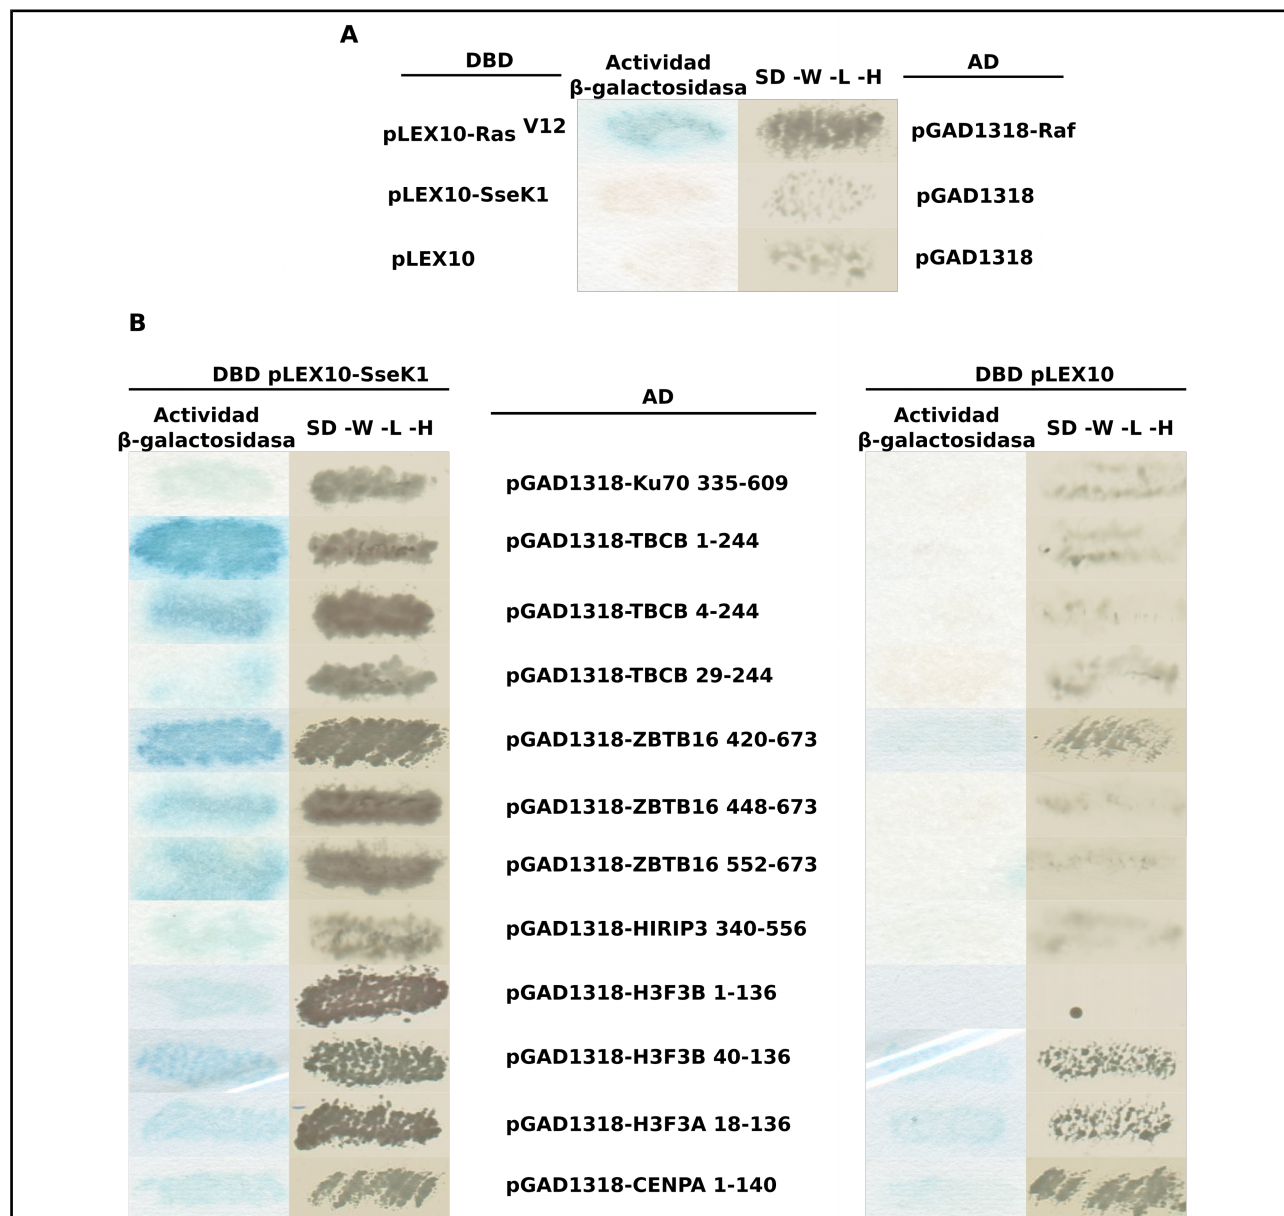 A
DBD
Actividad
β-galactosidasa
SD -W -L -H
AD
pLEX10-Ras V12
pGAD1318-Raf
pLEX10-SseK1
pGAD1318
pLEX10
pGAD1318
B
DBD pLEX10-SseK1
AD
DBD pLEX10
Actividad
β-galactosidasa
SD -W -L -H
Actividad
β-galactosidasa
SD -W -L -H
pGAD1318-Ku70 335-609
pGAD1318-TBCB 1-244
pGAD1318-TBCB 4-244
pGAD1318-TBCB 29-244
pGAD1318-ZBTB16 420-673
pGAD1318-ZBTB16 448-673
pGAD1318-ZBTB16 552-673
pGAD1318-HIRIP3 340-556
pGAD1318-H3F3B 1-136
pGAD1318-H3F3B 40-136
pGAD1318-H3F3A 18-136
pGAD1318-CENPA 1-140